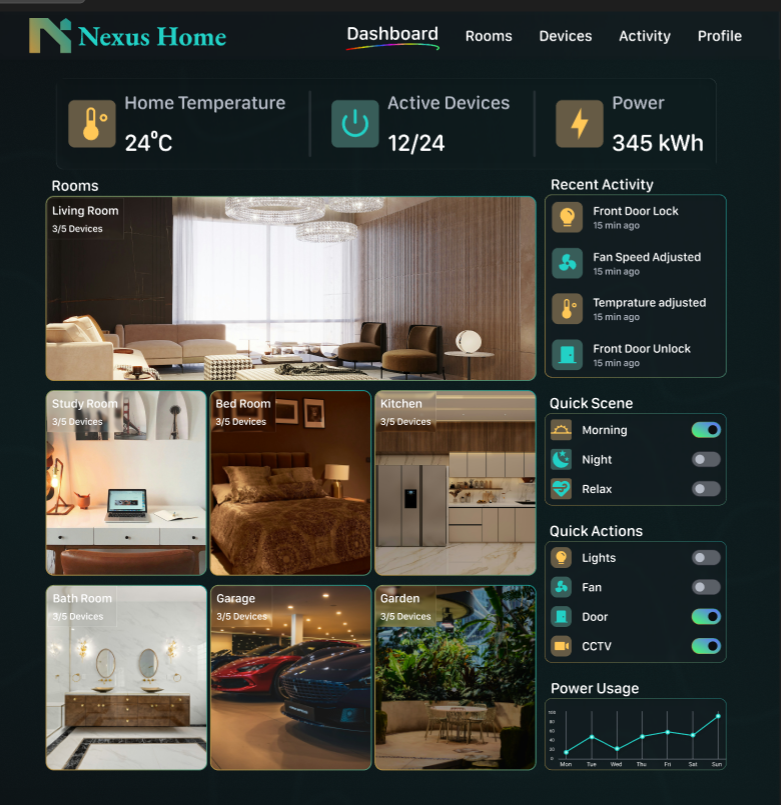 Nexus Home
Dashboard
Rooms
Devices
Activity
Profile
Home Temperature
24°C
Active Devices
12/24
Power
345 kWh
Rooms
Living Room
3/5 Devices
Study Room
3/5 Devices
Bed Room
3/5 Devices
Kitchen
3/5 Devices
Bath Room
3/5 Devices
Garage
3/5 Devices
Garden
3/5 Devices
Recent Activity
Front Door Lock
15 min ago
Fan Speed Adjusted
15 min ago
Temprature adjusted
15 min ago
Front Door Unlock
15 min ago
Quick Scene
Morning
Night
Relax
Quick Actions
Lights
Fan
Door
CCTV
Power Usage
100
80
60
40
20
0
Mon Tue Wed Thu Fri Sat Sun